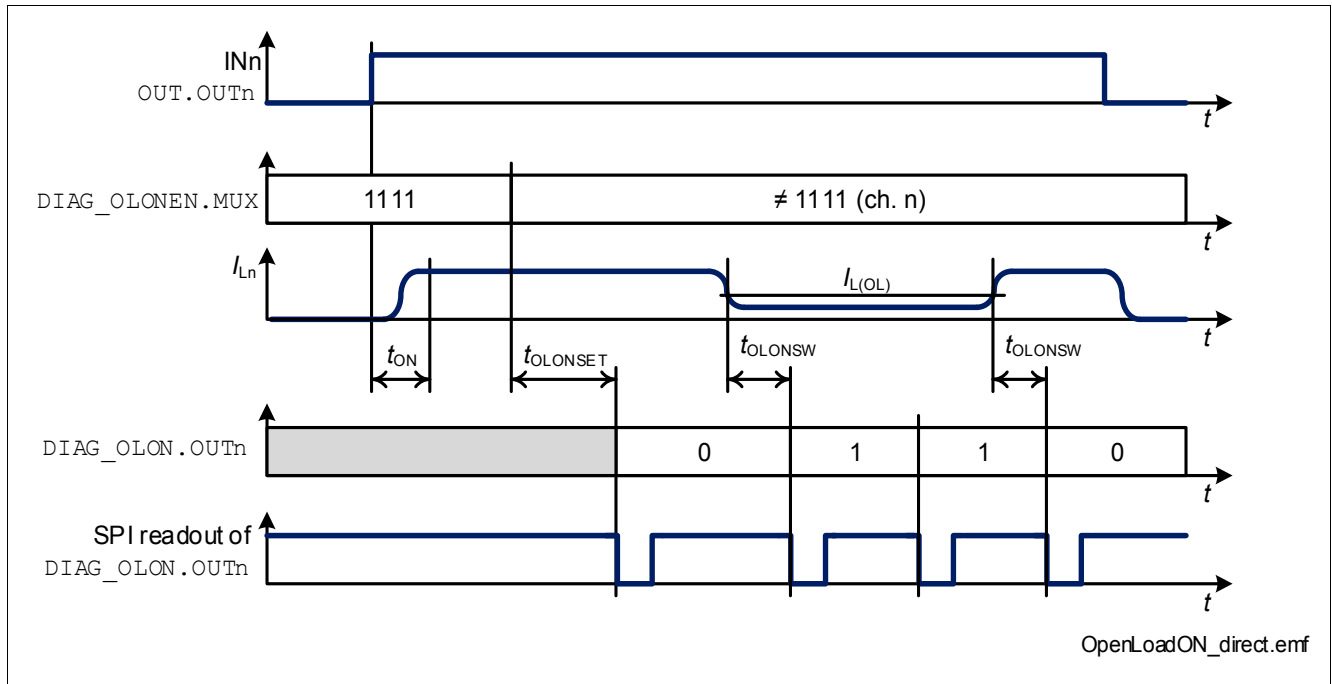 INn
OUT.OUTn
t
DIAG_OLONEN.MUX
1111
≠ 1111 (ch. n)
t
ILn
IL(OL)
t
tON
tOLONSET
tOLONSW
tOLONSW
DIAG_OLON.OUTn
0
1
1
0
t
SPI readout of
DIAG_OLON.OUTn
t
OpenLoadON_direct.emf